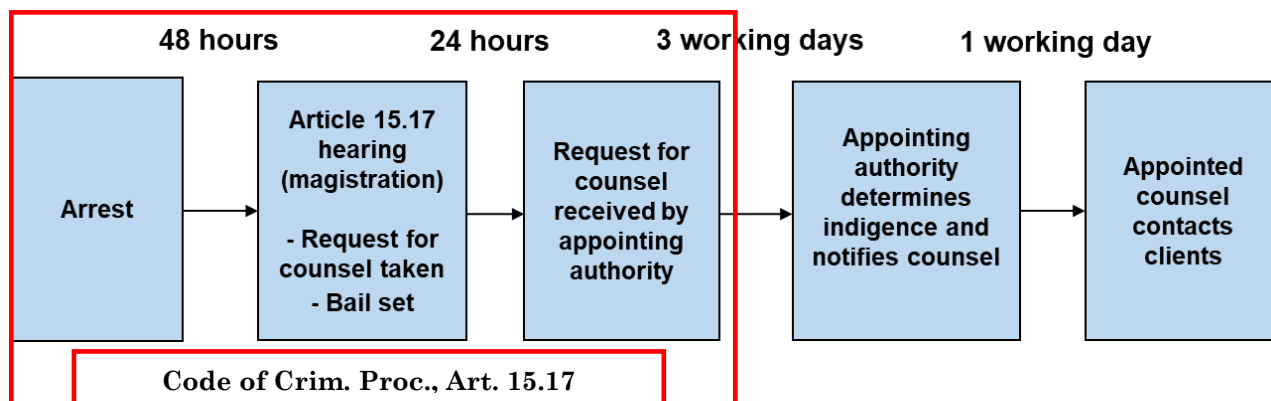 48 hours
24 hours
3 working days
1 working day
Arrest
Article 15.17
hearing
(magistration)
- Request for
counsel taken
- Bail set
Request for
counsel
received by
appointing
authority
Appointing
authority
determines
indigence and
notifies counsel
Appointed
counsel
contacts
clients
Code of Crim. Proc., Art. 15.17